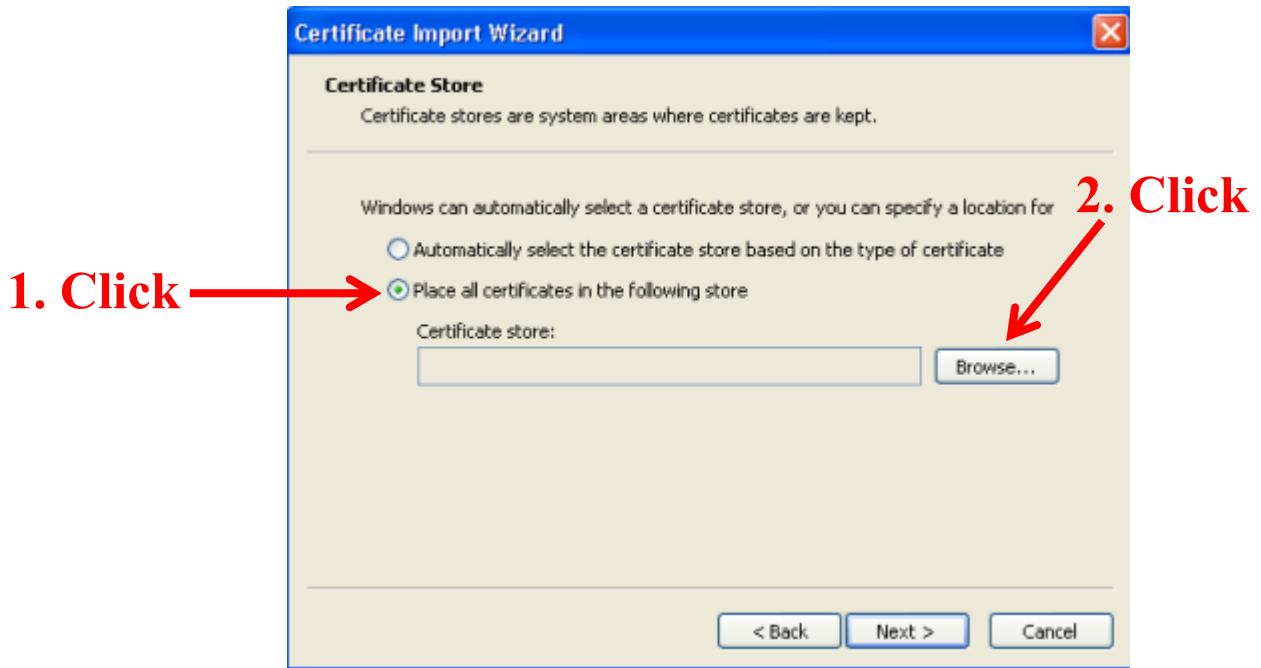 Certificate Import Wizard
Certificate Store
Certificate stores are system areas where certificates are kept.
Windows can automatically select a certificate store, or you can specify a location for
2. Click
Automatically select the certificate store based on the type of certificate
1. Click
Place all certificates in the following store
Certificate store:
Browse...
< Back
Next >
Cancel